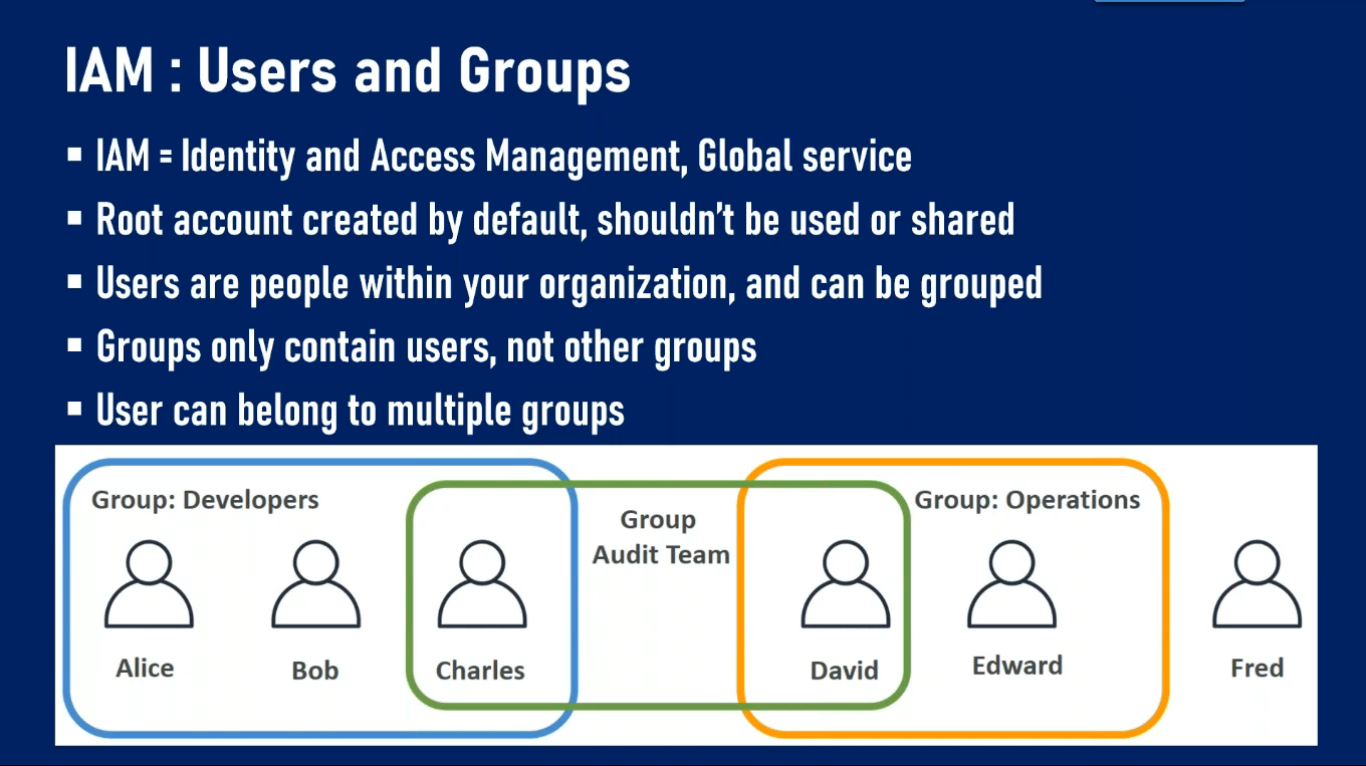 IAM : Users and Groups
▪ IAM = Identity and Access Management, Global service
▪ Root account created by default, shouldn’t be used or shared
▪ Users are people within your organization, and can be grouped
▪ Groups only contain users, not other groups
▪ User can belong to multiple groups
Group: Developers
Group
Audit Team
Group: Operations
Alice
Bob
Charles
David
Edward
Fred